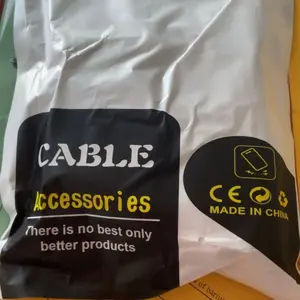 CABLE
Accessories
There is no best only
better products
CE
MADE IN CHINA